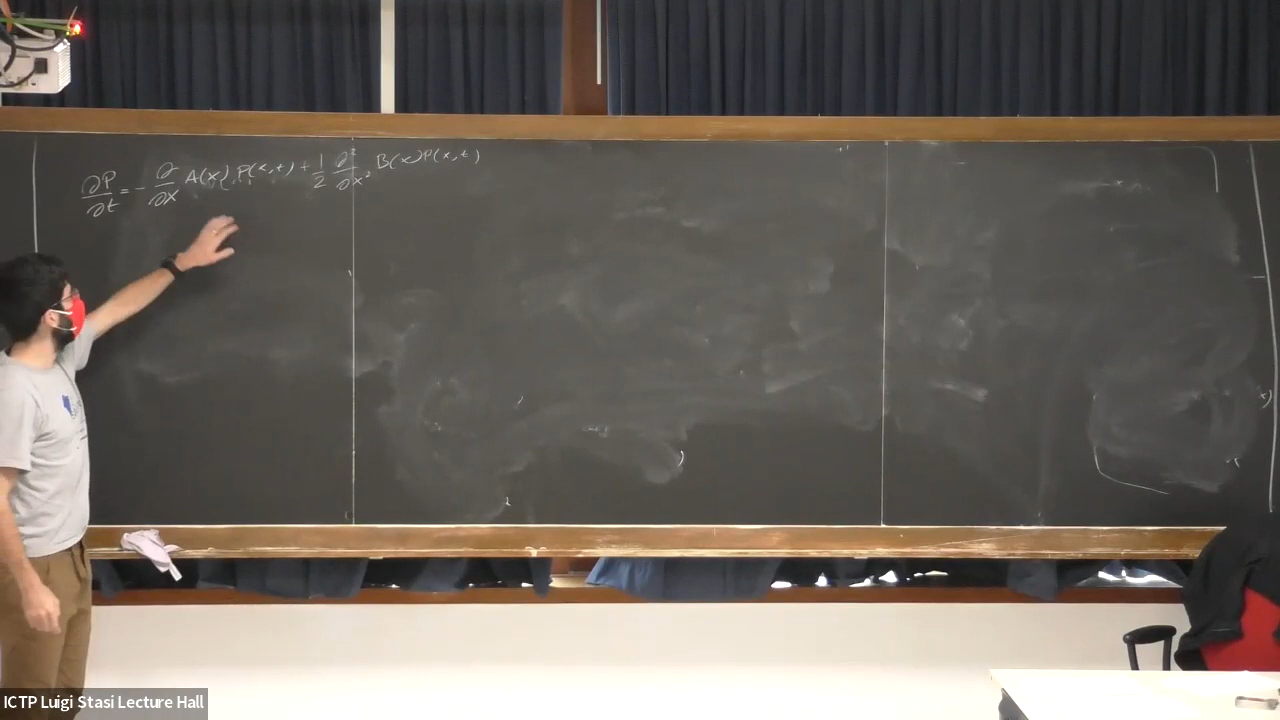 ∂P/∂t = - ∂/∂x A(x) P(x,t) + 1/2 ∂²/∂x² B(x)P(x,t)
ICTP Luigi Stasi Lecture Hall